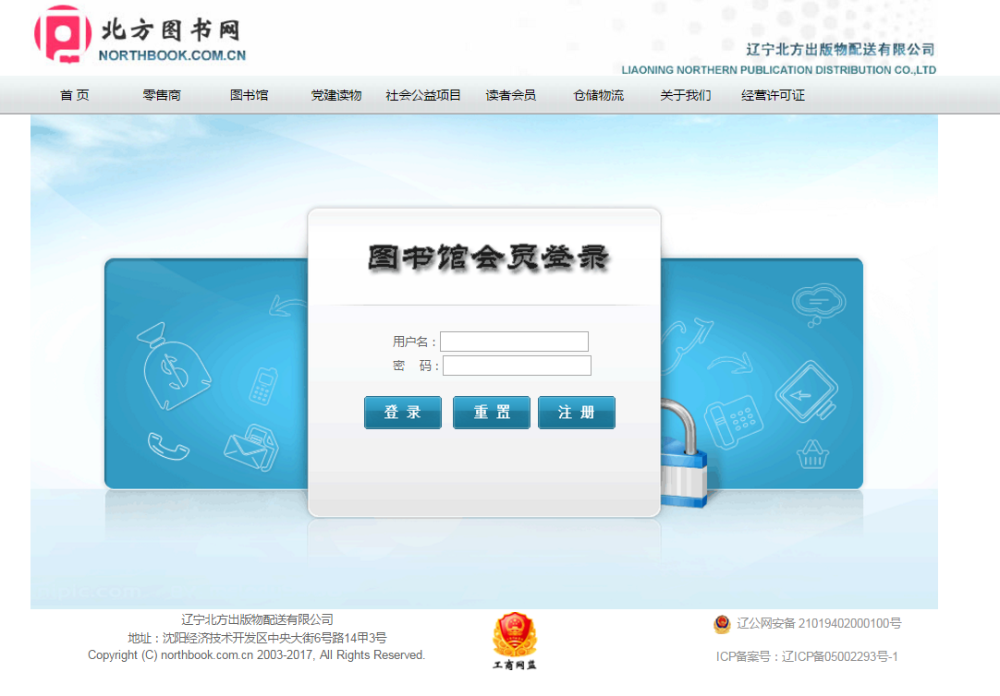 北方图书网
NORTHBOOK.COM.CN
辽宁北方出版物配送有限公司
LIAONING NORTHERN PUBLICATION DISTRIBUTION CO.,LTD
首 页 零售商 图书馆 党建读物 社会公益项目 读者会员 仓储物流 关于我们 经营许可证
图书馆会员登录
用户名：
密 码：
登 录 重 置 注 册
辽宁北方出版物配送有限公司
地址：沈阳经济技术开发区中央大街6号路14甲3号
Copyright (C) northbook.com.cn 2003-2017, All Rights Reserved.
工商网监
辽公网安备 21019402000100号
ICP备案号：辽ICP备05002293号-1